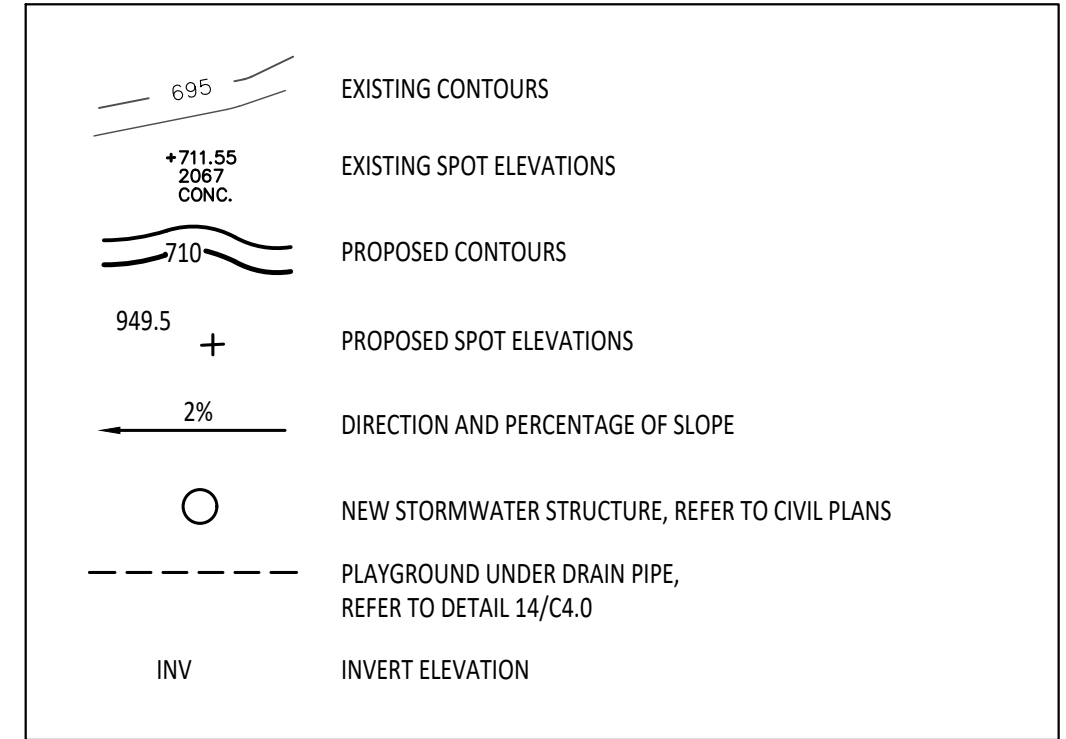 695 EXISTING CONTOURS
+711.55
2067
CONC.
EXISTING SPOT ELEVATIONS
710 PROPOSED CONTOURS
949.5
+ PROPOSED SPOT ELEVATIONS
2% DIRECTION AND PERCENTAGE OF SLOPE
NEW STORMWATER STRUCTURE, REFER TO CIVIL PLANS
PLAYGROUND UNDER DRAIN PIPE,
REFER TO DETAIL 14/C4.0
INV INVERT ELEVATION